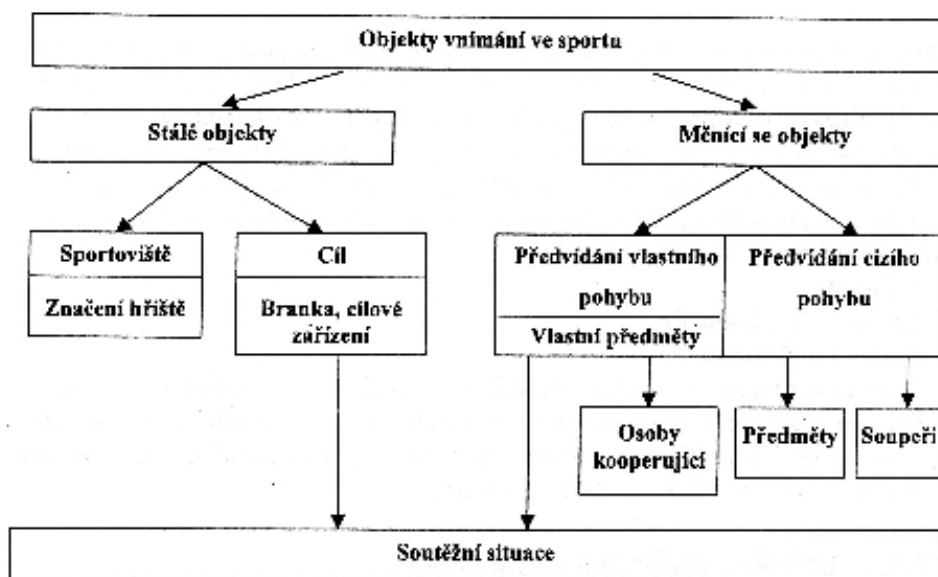 Objekty vnímání ve sportu
Stálé objekty
Měnící se objekty
Sportoviště
Značení hřiště
Cíl
Branka, cílové
zářízení
Předvídání vlastního
pohybu
Vlastní předměty
Předvídání cizího
pohybu
Osoby
kooperující
Předměty
Soupeři
Soutěžní situace